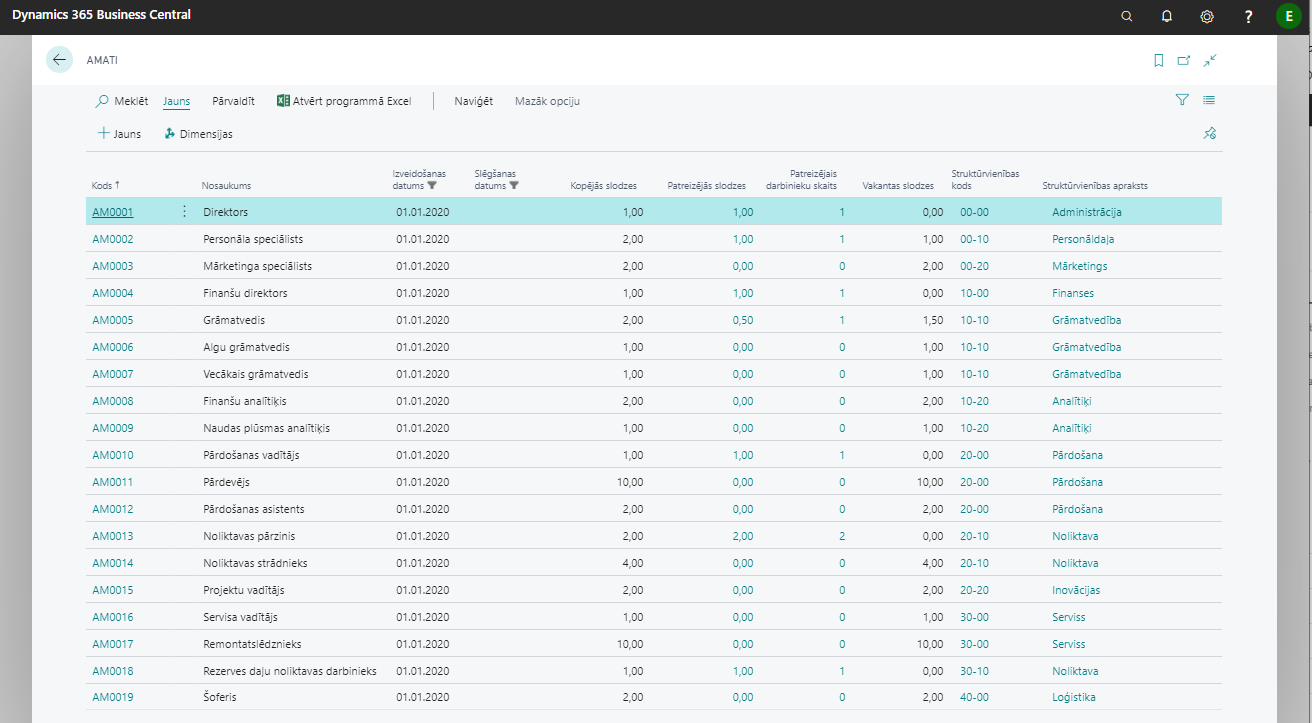 Dynamics 365 Business Central
E
AMATI
Meklēt Jauns Pārvaldīt Atvērt programmā Excel Naviģēt Mazāk opciju
Jauns Dimensijas
Kods ↑ Nosaukums Izveidošanas datums Slēgšanas datums Kopējās slodzes Patreizējās slodzes Patreizējais darbinieku skaits Vakantas slodzes Struktūrvienības kods Struktūrvienības apraksts
AM0001 Direktors 01.01.2020 1,00 1,00 1 0,00 00-00 Administrācija
AM0002 Personāla speciālists 01.01.2020 2,00 1,00 1 1,00 00-10 Personāldaļa
AM0003 Mārketinga speciālists 01.01.2020 2,00 0,00 0 2,00 00-20 Mārketings
AM0004 Finanšu direktors 01.01.2020 1,00 1,00 1 0,00 10-00 Finanses
AM0005 Grāmatvedis 01.01.2020 2,00 0,50 1 1,50 10-10 Grāmatvedība
AM0006 Algu grāmatvedis 01.01.2020 1,00 0,00 0 1,00 10-10 Grāmatvedība
AM0007 Vecākais grāmatvedis 01.01.2020 1,00 0,00 0 1,00 10-10 Grāmatvedība
AM0008 Finanšu analītiķis 01.01.2020 2,00 0,00 0 2,00 10-20 Analītiķi
AM0009 Naudas plūsmas analītiķis 01.01.2020 1,00 0,00 0 1,00 10-20 Analītiķi
AM0010 Pārdošanas vadītājs 01.01.2020 1,00 1,00 1 0,00 20-00 Pārdošana
AM0011 Pārdevējs 01.01.2020 10,00 0,00 0 10,00 20-00 Pārdošana
AM0012 Pārdošanas asistents 01.01.2020 2,00 0,00 0 2,00 20-00 Pārdošana
AM0013 Noliktavas pārzinis 01.01.2020 2,00 2,00 2 0,00 20-10 Noliktava
AM0014 Noliktavas strādnieks 01.01.2020 4,00 0,00 0 4,00 20-10 Noliktava
AM0015 Projektu vadītājs 01.01.2020 2,00 0,00 0 2,00 20-20 Inovācijas
AM0016 Servisa vadītājs 01.01.2020 1,00 0,00 0 1,00 30-00 Serviss
AM0017 Remontatslēdznieks 01.01.2020 10,00 0,00 0 10,00 30-00 Serviss
AM0018 Rezerves daļu noliktavas darbinieks 01.01.2020 1,00 1,00 1 0,00 30-10 Noliktava
AM0019 Šoferis 01.01.2020 2,00 0,00 0 2,00 40-00 Loģistika